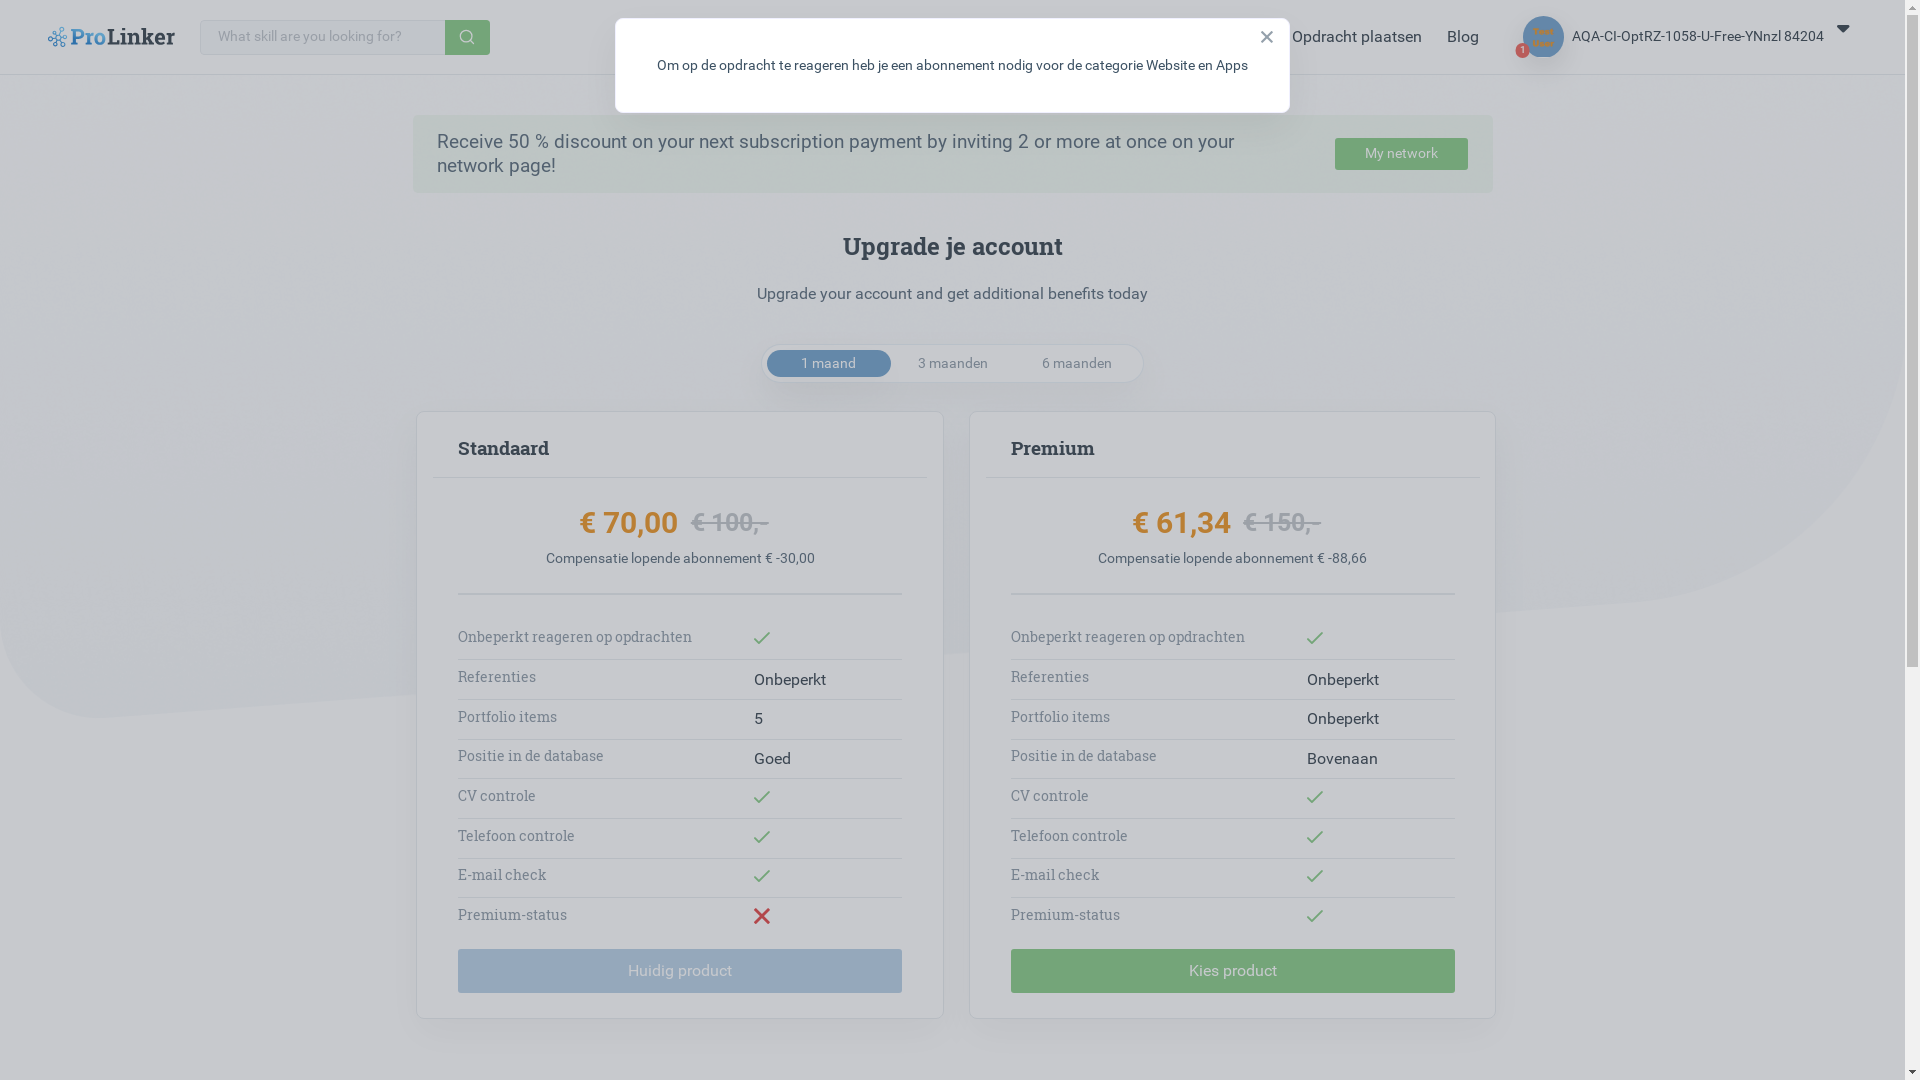 ProLinker
What skill are you looking for?
Opdracht plaatsen
Blog
1
AQA-CI-OptRZ-1058-U-Free-YNnzl 84204
Om op de opdracht te reageren heb je een abonnement nodig voor de categorie Website en Apps
Receive 50 % discount on your next subscription payment by inviting 2 or more at once on your
network page!
My network
Upgrade je account
Upgrade your account and get additional benefits today
1 maand
3 maanden
6 maanden
Standaard
€ 70,00 € 100,-
Compensatie lopende abonnement € -30,00
Onbeperkt reageren op opdrachten
Referenties Onbeperkt
Portfolio items 5
Positie in de database Goed
CV controle
Telefoon controle
E-mail check
Premium-status
Huidig product
Premium
€ 61,34 € 150,-
Compensatie lopende abonnement € -88,66
Onbeperkt reageren op opdrachten
Referenties Onbeperkt
Portfolio items Onbeperkt
Positie in de database Bovenaan
CV controle
Telefoon controle
E-mail check
Premium-status
Kies product